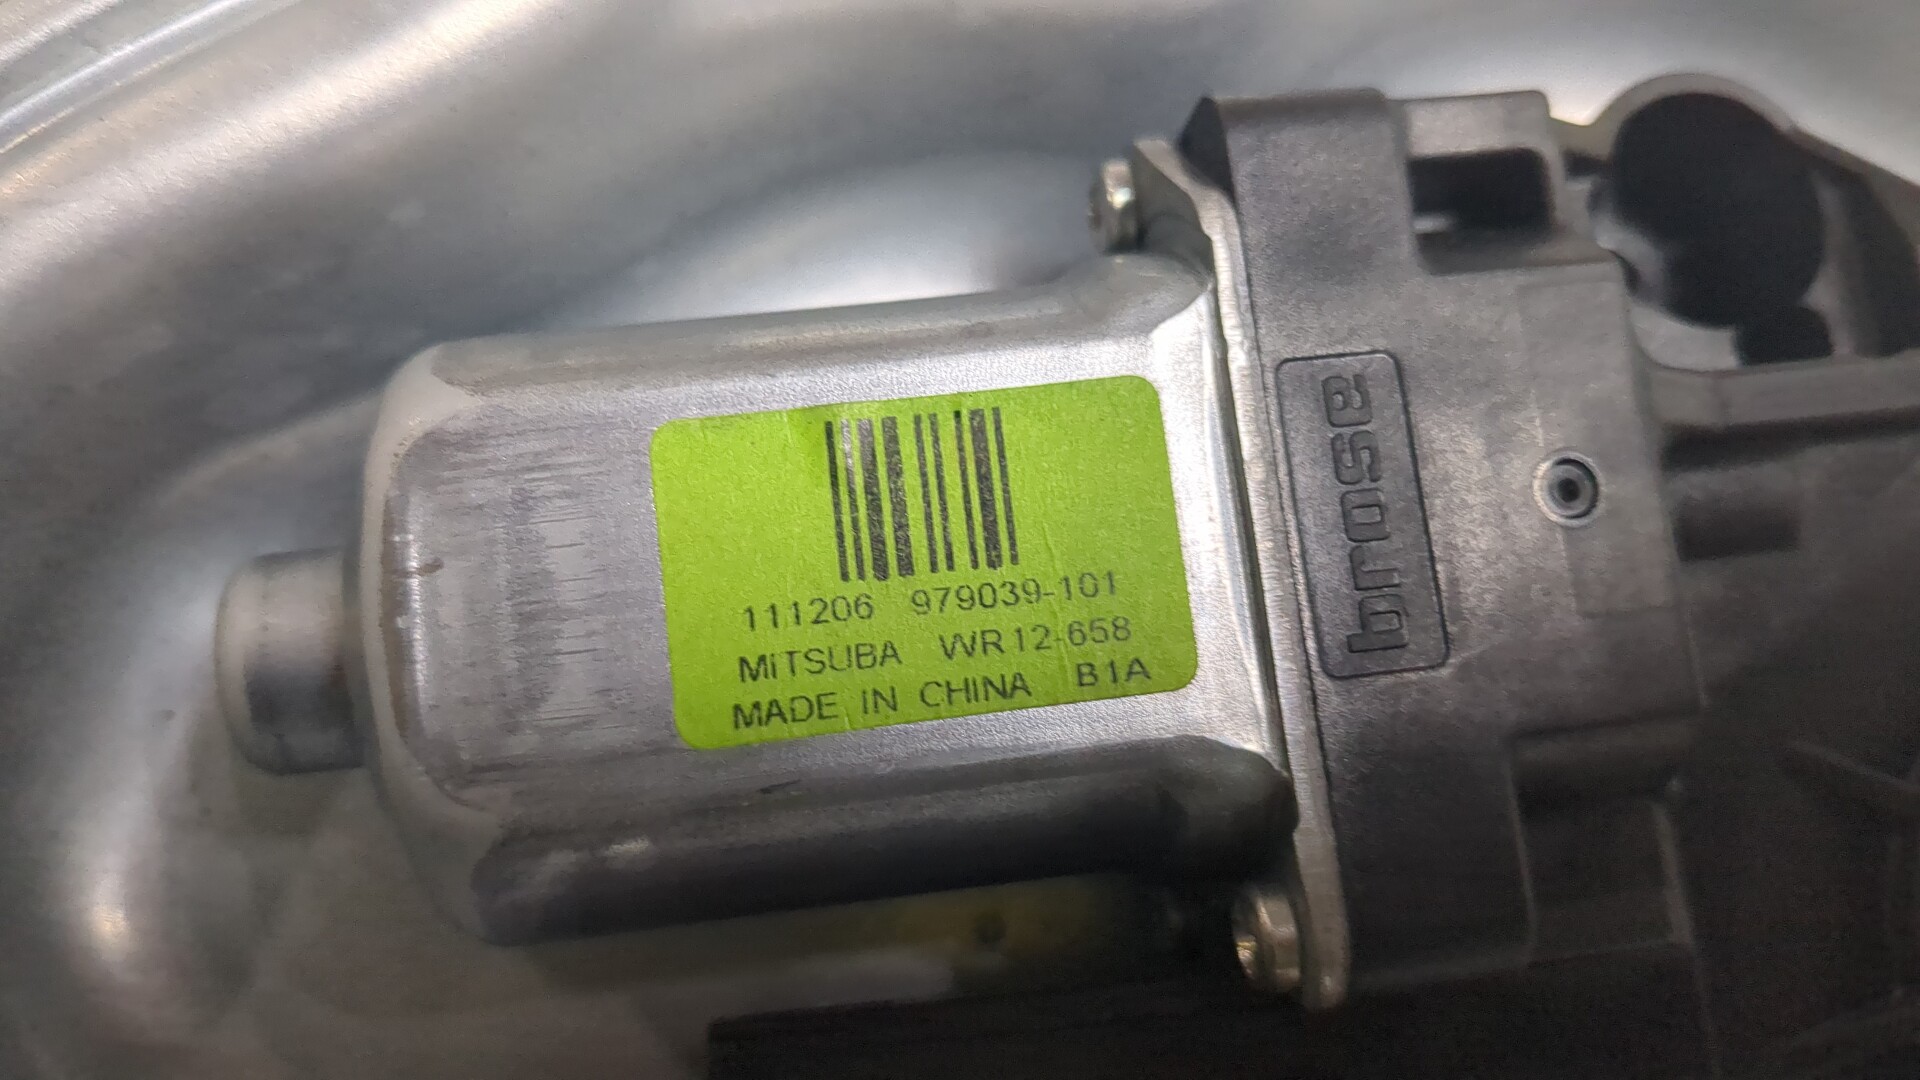 111206 979039-101
MiTSUBA WR12-658
MADE IN CHINA B1A
brose